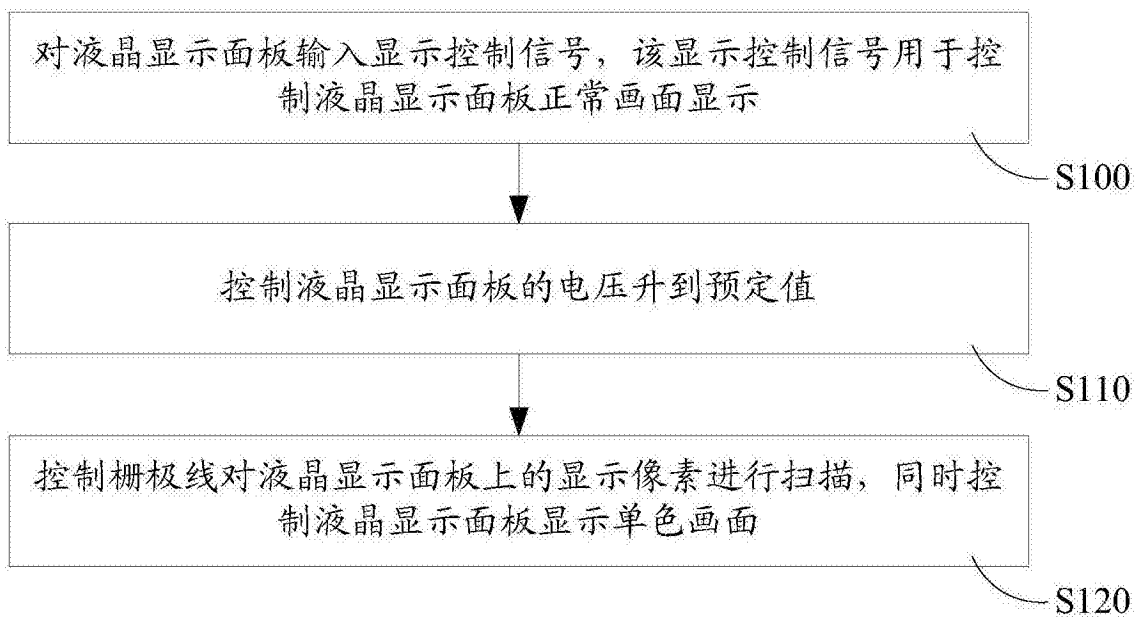 对液晶显示面板输入显示控制信号，该显示控制信号用于控
制液晶显示面板正常画面显示
S100
控制液晶显示面板的电压升到预定值
S110
控制栅极线对液晶显示面板上的显示像素进行扫描，同时控
制液晶显示面板显示单色画面
S120